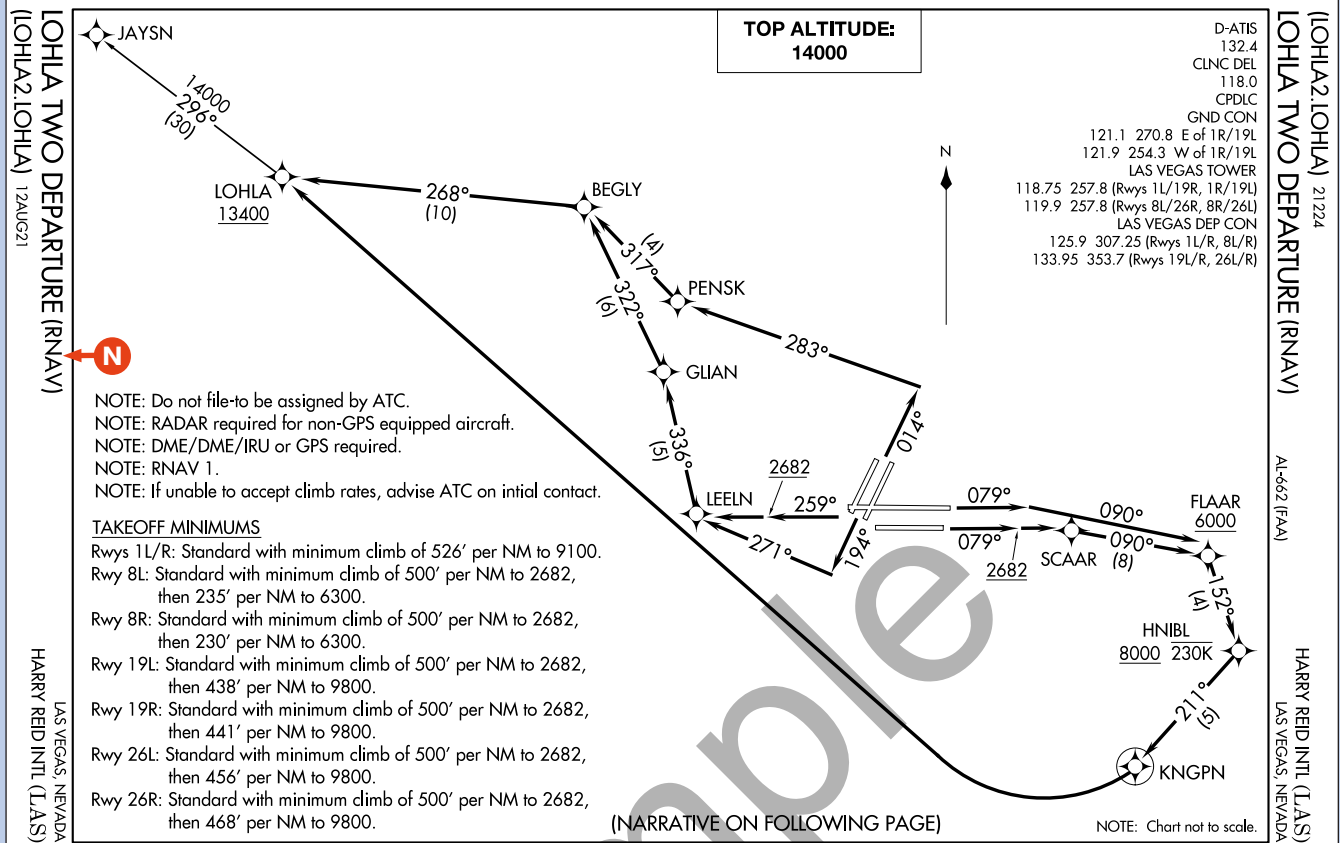 (LOHLA2.LOHLA) 21224
LOHLA TWO DEPARTURE (RNAV)
AL-662 (FAA)
HARRY REID INTL (LAS)
LAS VEGAS, NEVADA
TOP ALTITUDE:
14000
D-ATIS
132.4
CLNC DEL
118.0
CPDLC
GND CON
121.1 270.8 E of 1R/19L
121.9 254.3 W of 1R/19L
LAS VEGAS TOWER
118.75 257.8 (Rwys 1L/19R, 1R/19L)
119.9 257.8 (Rwys 8L/26R, 8R/26L)
LAS VEGAS DEP CON
125.9 307.25 (Rwys 1L/R, 8L/R)
133.95 353.7 (Rwys 19L/R, 26L/R)
N
JAYSN
14000
296°
(30)
LOHLA
13400
268°
(10)
BEGLY
(4)
317°
PENSK
322°
(6)
283°
GLIAN
014°
336°
(5)
LEELN
2682
259°
271°
194°
079°
090°
FLAAR
6000
079°
2682
SCAAR
090°
(8)
152°
(4)
HNIBL
8000 230K
211°
(5)
KNGPN
N
NOTE: Do not file-to be assigned by ATC.
NOTE: RADAR required for non-GPS equipped aircraft.
NOTE: DME/DME/IRU or GPS required.
NOTE: RNAV 1.
NOTE: If unable to accept climb rates, advise ATC on intial contact.
TAKEOFF MINIMUMS
Rwys 1L/R: Standard with minimum climb of 526' per NM to 9100.
Rwy 8L: Standard with minimum climb of 500' per NM to 2682,
then 235' per NM to 6300.
Rwy 8R: Standard with minimum climb of 500' per NM to 2682,
then 230' per NM to 6300.
Rwy 19L: Standard with minimum climb of 500' per NM to 2682,
then 438' per NM to 9800.
Rwy 19R: Standard with minimum climb of 500' per NM to 2682,
then 441' per NM to 9800.
Rwy 26L: Standard with minimum climb of 500' per NM to 2682,
then 456' per NM to 9800.
Rwy 26R: Standard with minimum climb of 500' per NM to 2682,
then 468' per NM to 9800.
(NARRATIVE ON FOLLOWING PAGE)
NOTE: Chart not to scale.
mple
LOHLA TWO DEPARTURE (RNAV)
(LOHLA2.LOHLA) 12AUG21
LAS VEGAS, NEVADA
HARRY REID INTL (LAS)